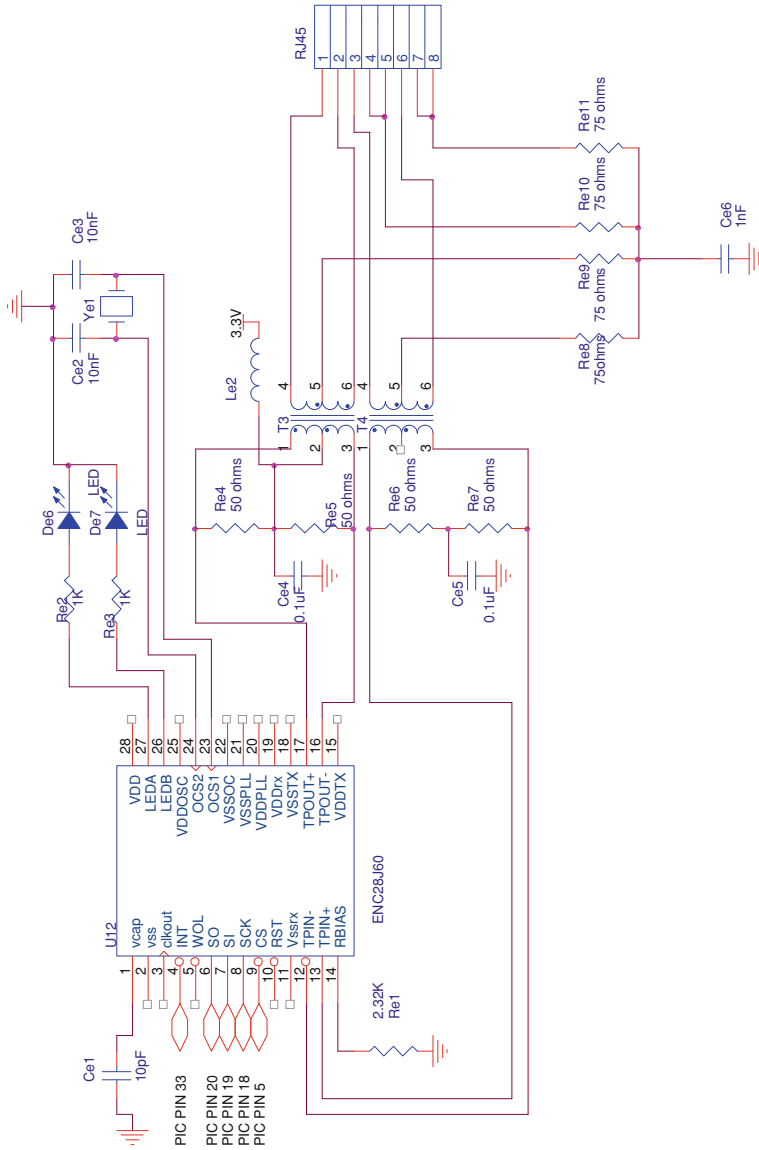 RJ45
1
2
3
4
5
6
7
8
Ce3
10nF
Ye1
Ce2
10nF
3.3V
Le2
Re11
75 ohms
Re10
75 ohms
Re9
75 ohms
Re8
75ohms
Ce6
1nF
LED
De6
De7
LED
Re2
1K
Re3
1K
T3
1
2
3
4
5
6
T4
1
2
3
4
5
6
Re4
50 ohms
Re5
50 ohms
Re6
50 ohms
Re7
50 ohms
Ce4
0.1uF
Ce5
0.1uF
U12
ENC28J60
1 vcap
2 vss
3 clkout
4 INT
5 WOL
6 SO
7 SI
8 SCK
9 CS
10 RST
11 Vssrx
12 TPIN-
13 TPIN+
14 RBIAS
28 VDD
27 LEDA
26 LEDB
25 VDDOSC
24 OCS2
23 OCS1
22 VSSOC
21 VSSPLL
20 VDDPLL
19 VDDrx
18 VSSTX
17 TPOUT+
16 TPOUT-
15 VDDTX
Ce1
10pF
PIC PIN 33
PIC PIN 20
PIC PIN 19
PIC PIN 18
PIC PIN 5
2.32K
Re1